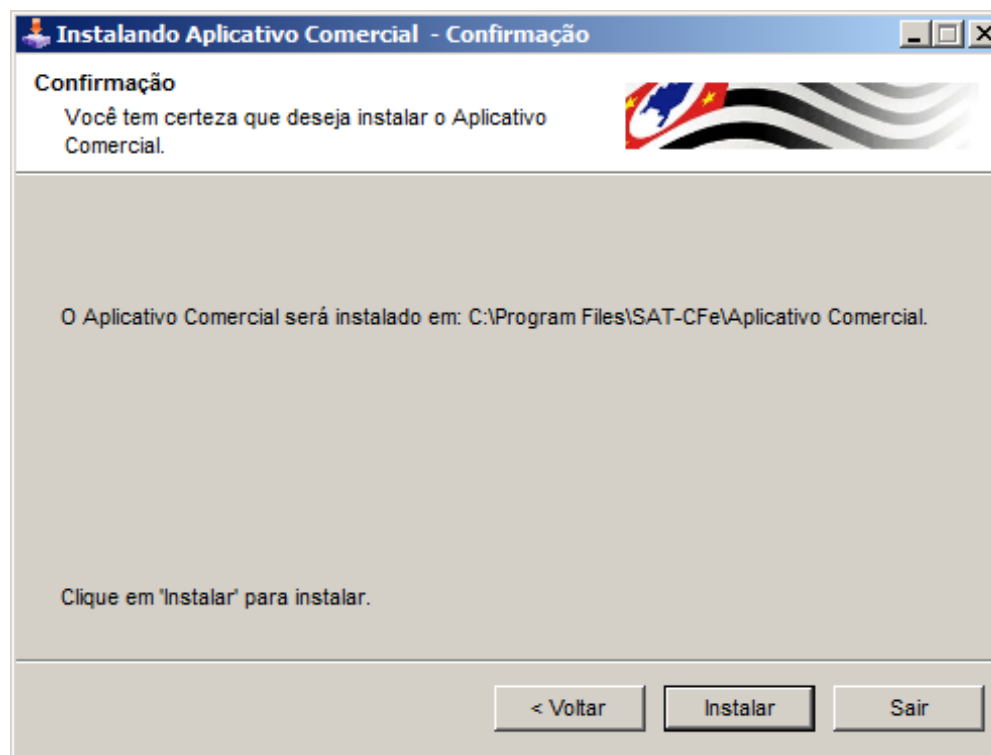 Instalando Aplicativo Comercial - Confirmação
Confirmação
Você tem certeza que deseja instalar o Aplicativo
Comercial.
O Aplicativo Comercial será instalado em: C:\Program Files\SAT-CFe\Aplicativo Comercial.
Clique em 'Instalar' para instalar.
< Voltar Instalar Sair